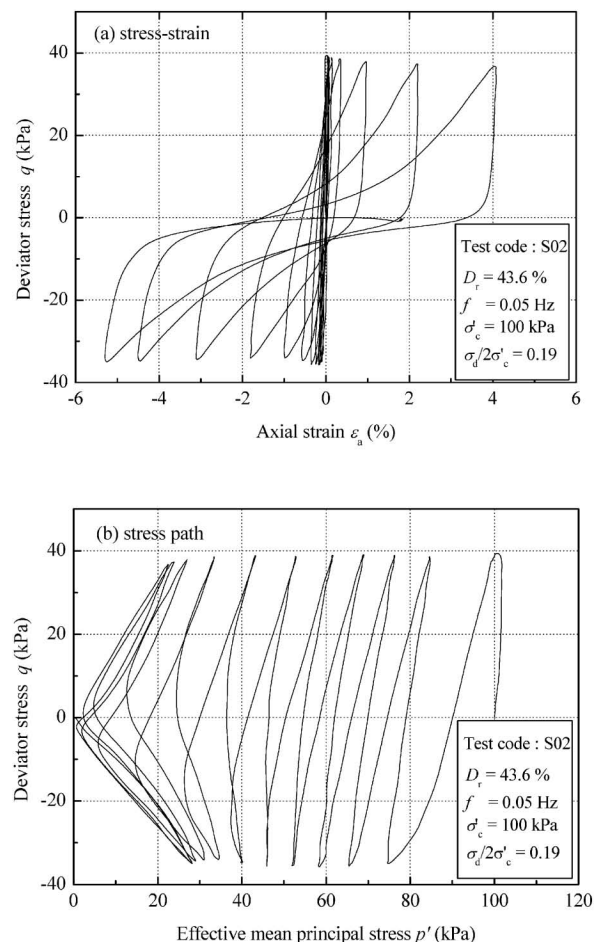 (a) stress-strain
40
20
0
-20
-40
Deviator stress q (kPa)
Test code : S02
Dr = 43.6 %
f = 0.05 Hz
σ'c = 100 kPa
σd/2σ'c = 0.19
-6 -4 -2 0 2 4 6
Axial strain εa (%)
(b) stress path
40
20
0
-20
-40
Deviator stress q (kPa)
Test code : S02
Dr = 43.6 %
f = 0.05 Hz
σ'c = 100 kPa
σd/2σ'c = 0.19
0 20 40 60 80 100 120
Effective mean principal stress p' (kPa)